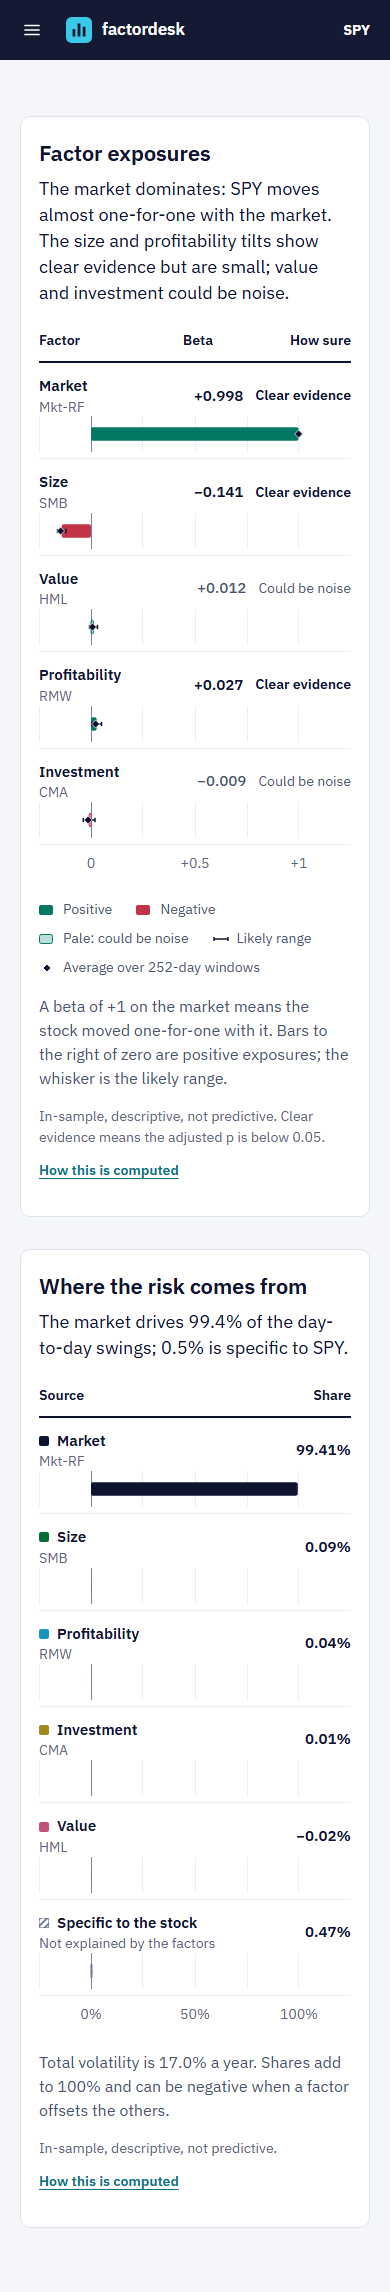 factordesk
SPY
Factor exposures
The market dominates: SPY moves
almost one-for-one with the market.
The size and profitability tilts show
clear evidence but are small; value
and investment could be noise.
Factor Beta How sure
Market
Mkt-RF
+0.998 Clear evidence
Size
SMB
−0.141 Clear evidence
Value
HML
+0.012 Could be noise
Profitability
RMW
+0.027 Clear evidence
Investment
CMA
−0.009 Could be noise
0 +0.5 +1
Positive Negative
Pale: could be noise Likely range
Average over 252-day windows
A beta of +1 on the market means the
stock moved one-for-one with it. Bars to
the right of zero are positive exposures; the
whisker is the likely range.
In-sample, descriptive, not predictive. Clear
evidence means the adjusted p is below 0.05.
How this is computed
Where the risk comes from
The market drives 99.4% of the day-
to-day swings; 0.5% is specific to SPY.
Source Share
Market
Mkt-RF
99.41%
Size
SMB
0.09%
Profitability
RMW
0.04%
Investment
CMA
0.01%
Value
HML
−0.02%
Specific to the stock
Not explained by the factors
0.47%
0% 50% 100%
Total volatility is 17.0% a year. Shares add
to 100% and can be negative when a factor
offsets the others.
In-sample, descriptive, not predictive.
How this is computed